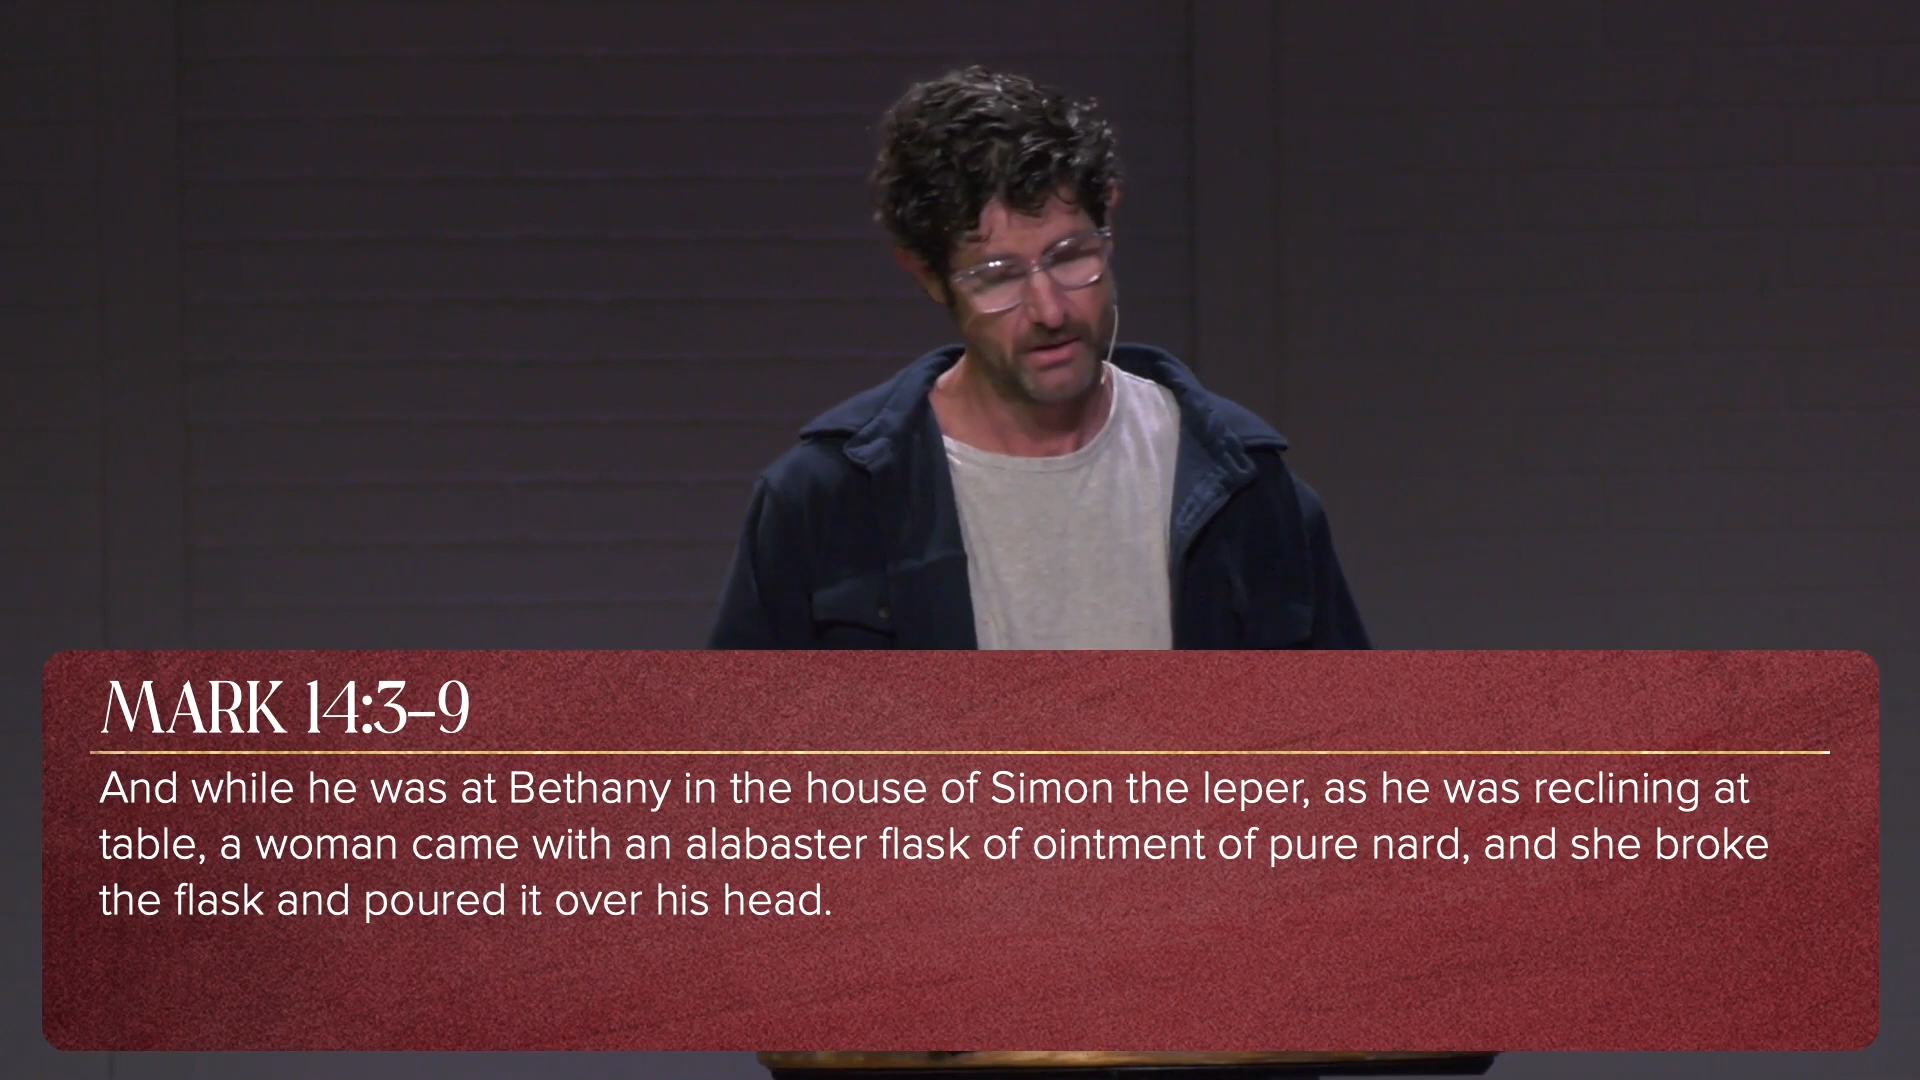 MARK 14:3–9
And while he was at Bethany in the house of Simon the leper, as he was reclining at
table, a woman came with an alabaster flask of ointment of pure nard, and she broke
the flask and poured it over his head.